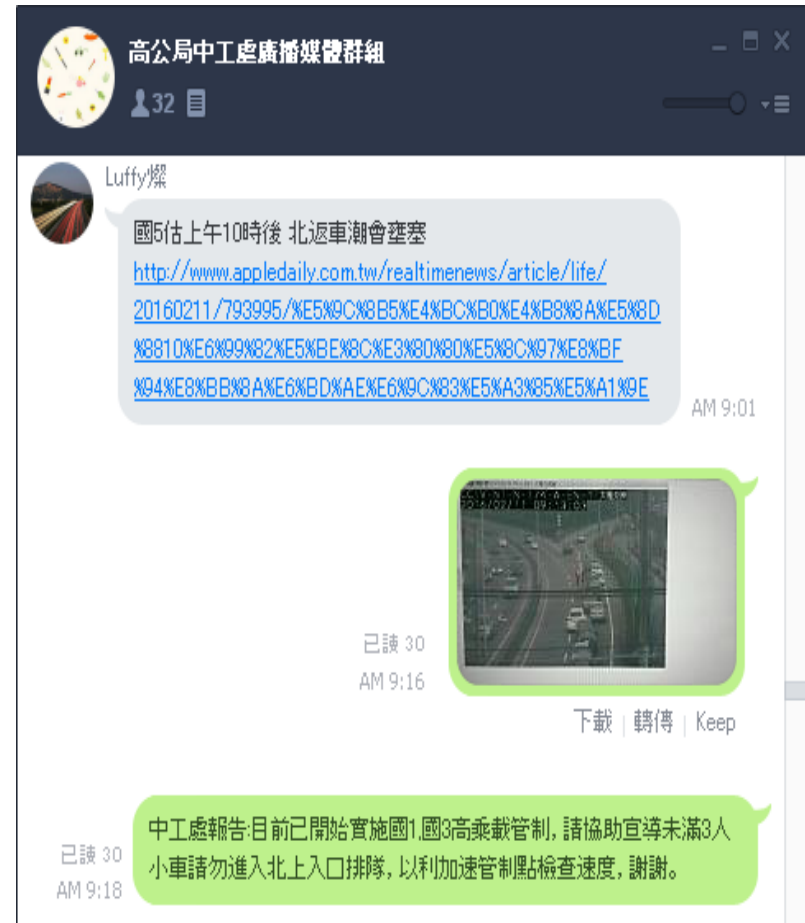 高公局中工處廣播媒體群組
32
Luffy燦
國5估上午10時後 北返車潮會壅塞
http://www.appledaily.com.tw/realtimenews/article/life/
20160211/793995/%E5%9C%8B5%E4%BC%B0%E4%B8%8A%E5%8D
%8810%E6%99%82%E5%BE%8C%E3%80%80%E5%8C%97%E8%BF
%94%E8%BB%8A%E6%BD%AE%E6%9C%83%E5%A3%85%E5%A1%9E
AM 9:01
已讀 30
AM 9:16
下載 | 轉傳 | Keep
中工處報告:目前已開始實施國1,國3高乘載管制, 請協助宣導未滿3人
小車請勿進入北上入口排隊, 以利加速管制點檢查速度, 謝謝。
已讀 30
AM 9:18